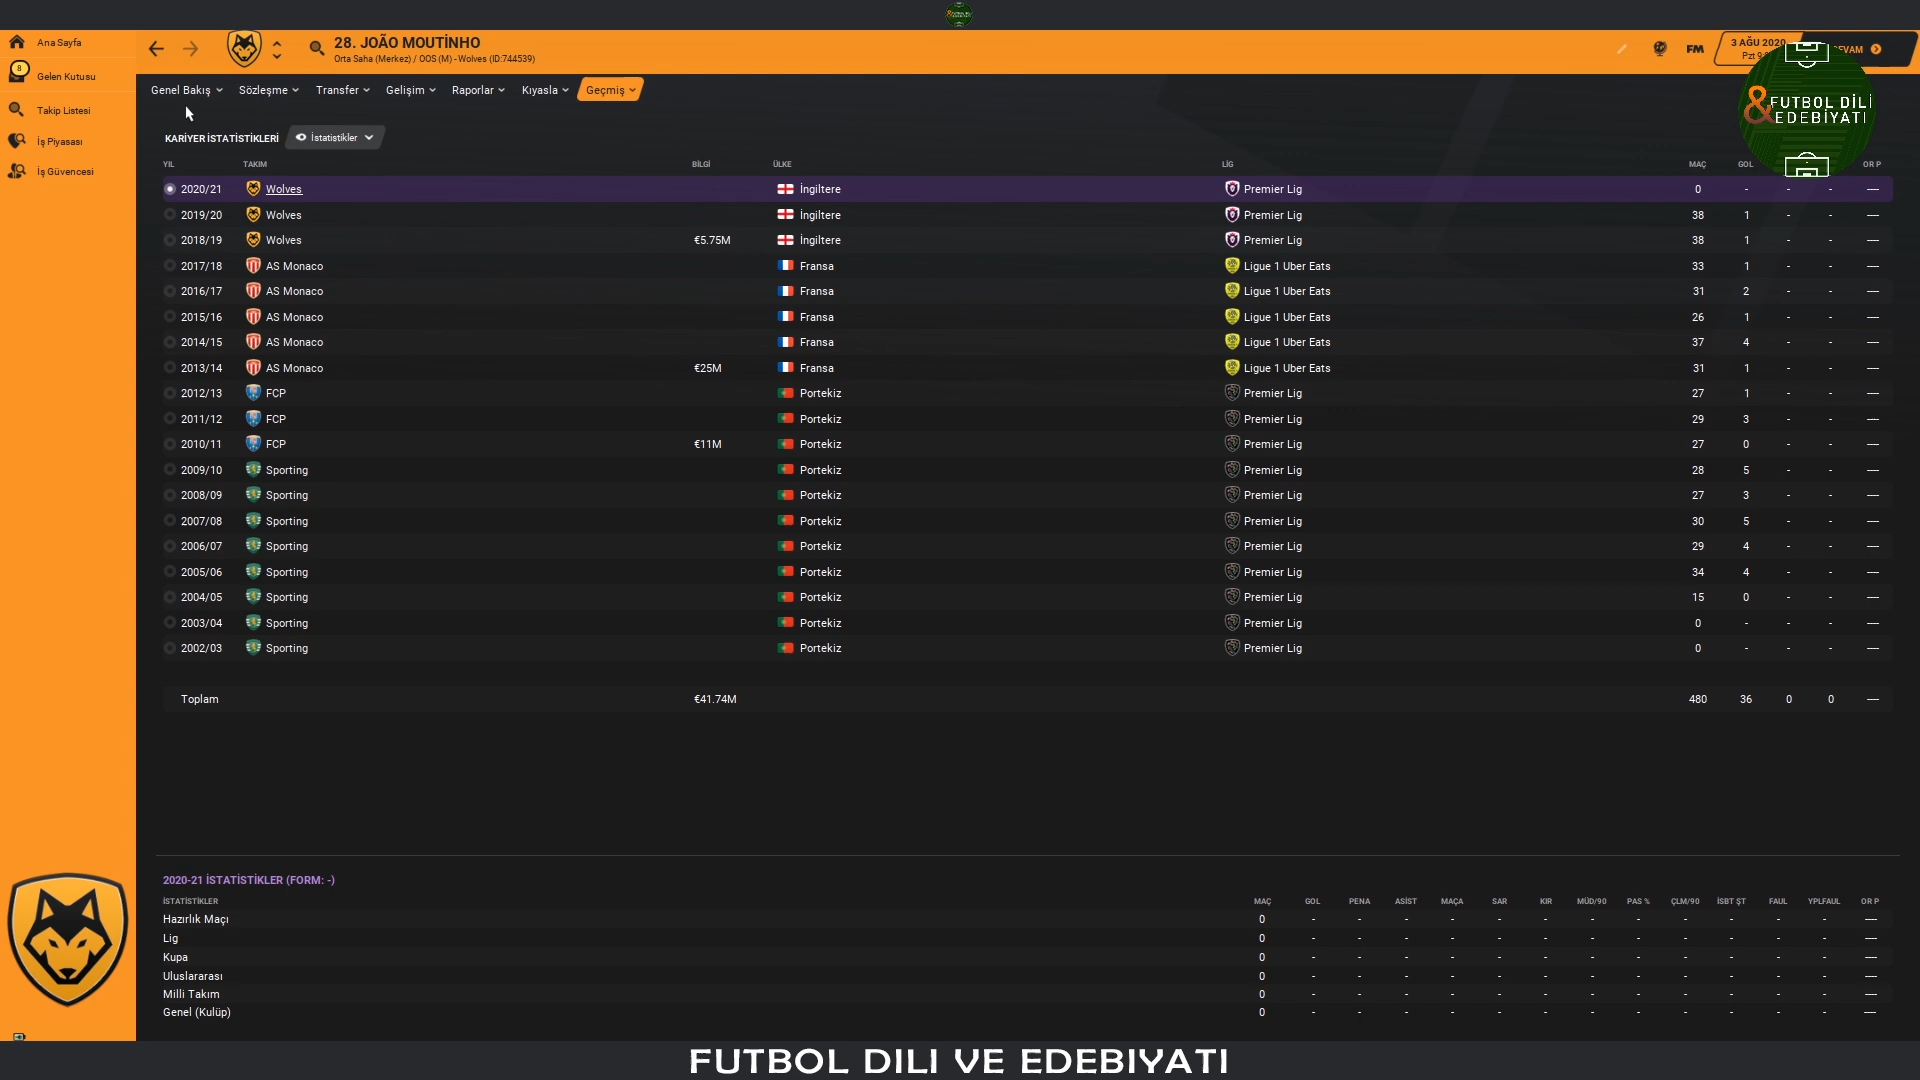 Ana Sayfa
8
Gelen Kutusu
Takip Listesi
İş Piyasası
İş Güvencesi
28. JOÃO MOUTİNHO
Orta Saha (Merkez) / OOS (M) - Wolves (ID:744539)
FM
3 AĞU 2020
FUTBOL DİLİ
& EDEBİYATI
Genel Bakış Sözleşme Transfer Gelişim Raporlar Kıyasla Geçmiş
KARİYER İSTATİSTİKLERİ İstatistikler
YIL TAKIM BİLGİ ÜLKE LİG MAÇ GOL OR P
2020/21 Wolves İngiltere Premier Lig 0 - - - ---
2019/20 Wolves İngiltere Premier Lig 38 1 - - ---
2018/19 Wolves €5.75M İngiltere Premier Lig 38 1 - - ---
2017/18 AS Monaco Fransa Ligue 1 Uber Eats 33 1 - - ---
2016/17 AS Monaco Fransa Ligue 1 Uber Eats 31 2 - - ---
2015/16 AS Monaco Fransa Ligue 1 Uber Eats 26 1 - - ---
2014/15 AS Monaco Fransa Ligue 1 Uber Eats 37 4 - - ---
2013/14 AS Monaco €25M Fransa Ligue 1 Uber Eats 31 1 - - ---
2012/13 FCP Portekiz Premier Lig 27 1 - - ---
2011/12 FCP Portekiz Premier Lig 29 3 - - ---
2010/11 FCP €11M Portekiz Premier Lig 27 0 - - ---
2009/10 Sporting Portekiz Premier Lig 28 5 - - ---
2008/09 Sporting Portekiz Premier Lig 27 3 - - ---
2007/08 Sporting Portekiz Premier Lig 30 5 - - ---
2006/07 Sporting Portekiz Premier Lig 29 4 - - ---
2005/06 Sporting Portekiz Premier Lig 34 4 - - ---
2004/05 Sporting Portekiz Premier Lig 15 0 - - ---
2003/04 Sporting Portekiz Premier Lig 0 - - - ---
2002/03 Sporting Portekiz Premier Lig 0 - - - ---
Toplam €41.74M 480 36 0 0 ---
2020-21 İSTATİSTİKLER (FORM: -)
İSTATİSTİKLER MAÇ GOL PENA ASİST MAÇA SAR KIR MÜD/90 PAS % ÇLM/90 İSBT ŞT FAUL YPLFAUL OR P
Hazırlık Maçı 0 - - - - - - - - - - - - ---
Lig 0 - - - - - - - - - - - - ---
Kupa 0 - - - - - - - - - - - - ---
Uluslararası 0 - - - - - - - - - - - - ---
Milli Takım 0 - - - - - - - - - - - - ---
Genel (Kulüp) 0 - - - - - - - - - - - - ---
FUTBOL DILI VE EDEBIYATI